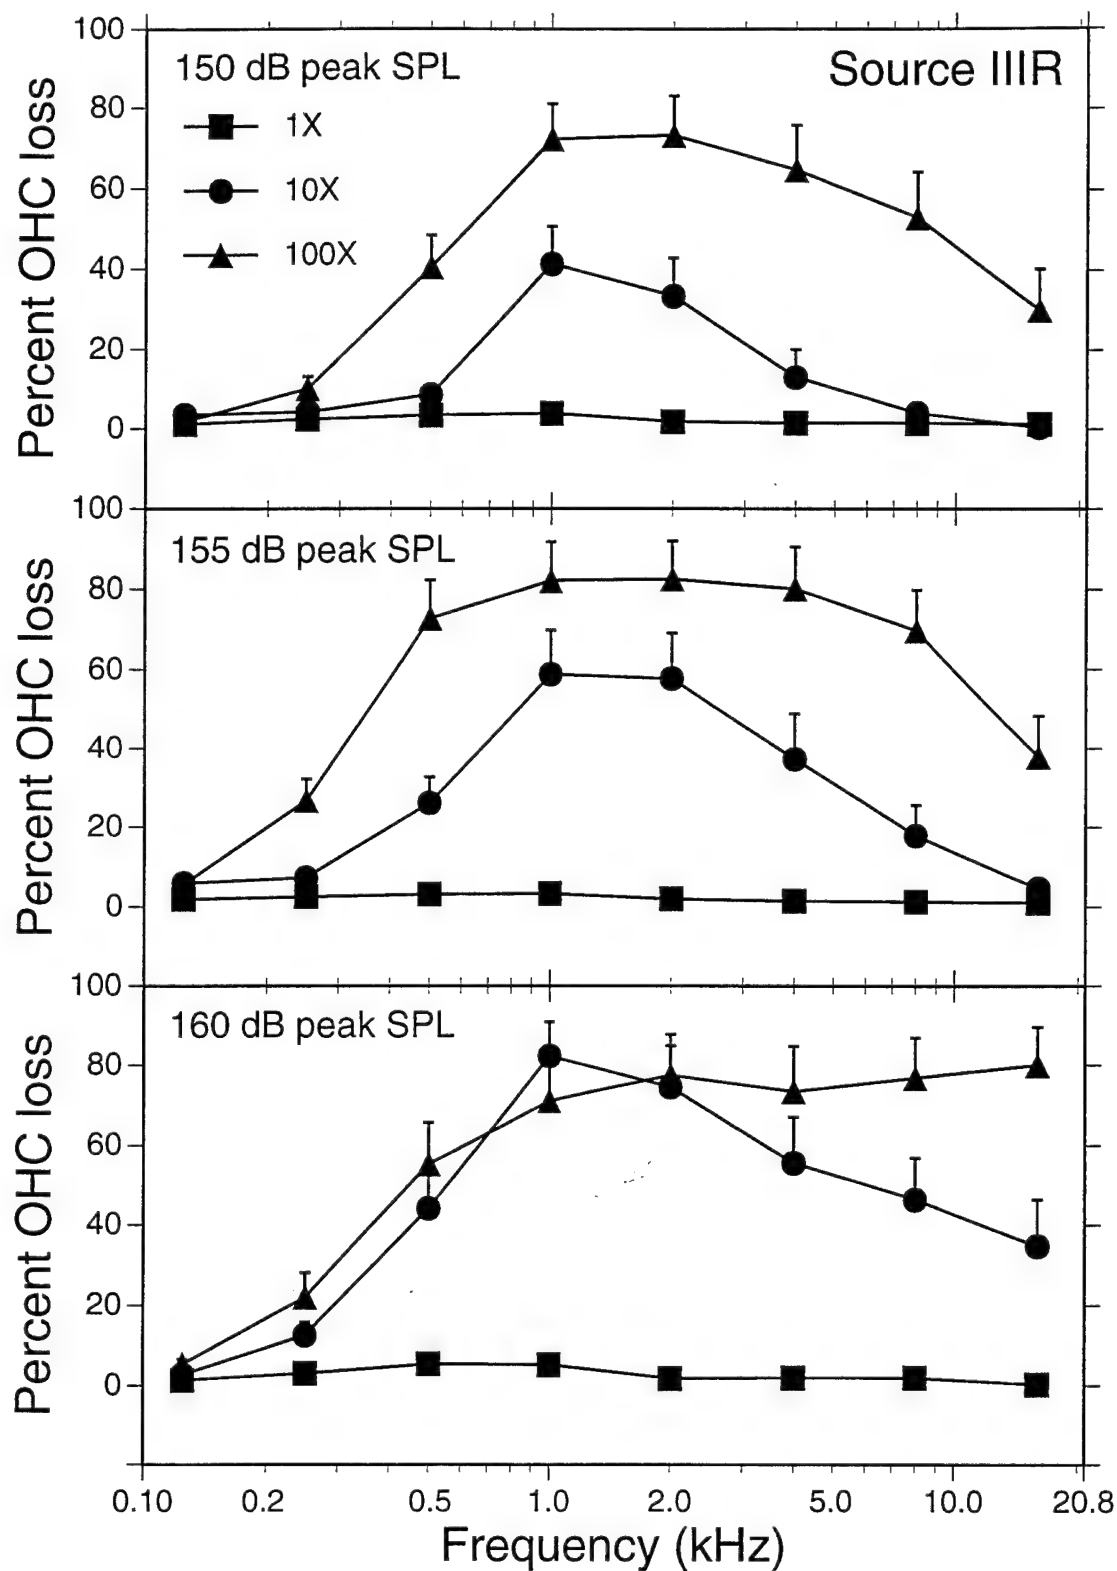 Source IIIR
150 dB peak SPL
1X
10X
100X
Percent OHC loss
100
80
60
40
20
0
155 dB peak SPL
Percent OHC loss
100
80
60
40
20
0
160 dB peak SPL
Percent OHC loss
100
80
60
40
20
0
0.10 0.2 0.5 1.0 2.0 5.0 10.0 20.8
Frequency (kHz)